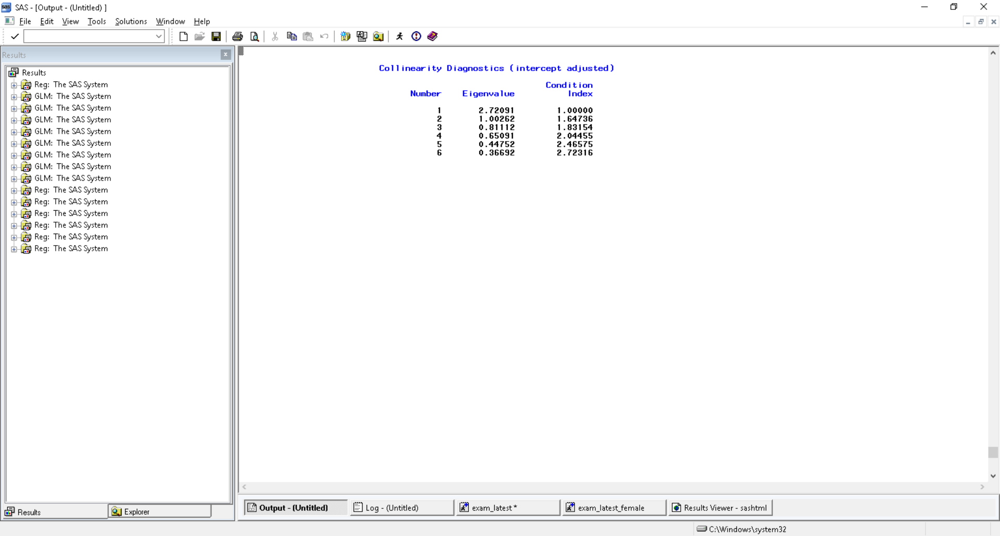 SAS - [Output - (Untitled) ]
File Edit View Tools Solutions Window Help
Results
Results
Reg: The SAS System
GLM: The SAS System
GLM: The SAS System
GLM: The SAS System
GLM: The SAS System
GLM: The SAS System
GLM: The SAS System
GLM: The SAS System
GLM: The SAS System
Reg: The SAS System
Reg: The SAS System
Reg: The SAS System
Reg: The SAS System
Reg: The SAS System
Reg: The SAS System
Results Explorer
Collinearity Diagnostics (intercept adjusted)
Condition
Number Eigenvalue Index
1 2.72091 1.00000
2 1.00262 1.64736
3 0.81112 1.83154
4 0.65091 2.04455
5 0.44752 2.46575
6 0.36692 2.72316
Output - (Untitled) Log - (Untitled) exam_latest * exam_latest_female Results Viewer - sashtml
C:\Windows\system32